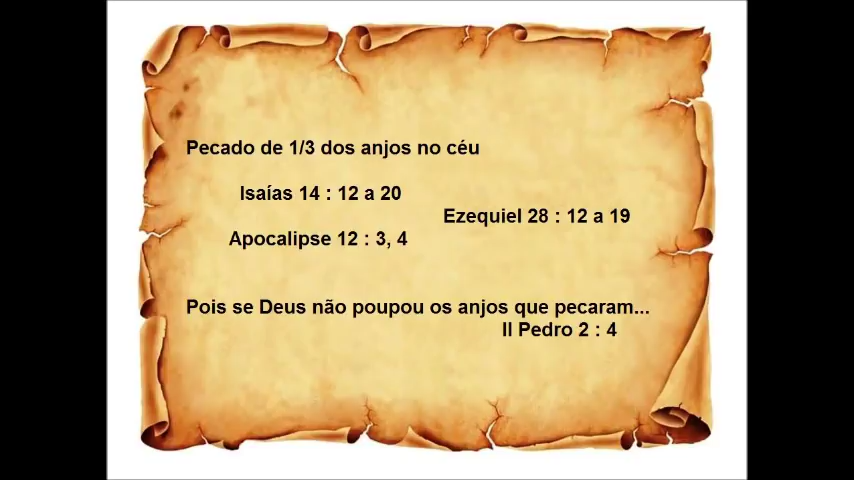 Pecado de 1/3 dos anjos no céu
Isaías 14 : 12 a 20
Ezequiel 28 : 12 a 19
Apocalipse 12 : 3, 4
Pois se Deus não poupou os anjos que pecaram...
II Pedro 2 : 4